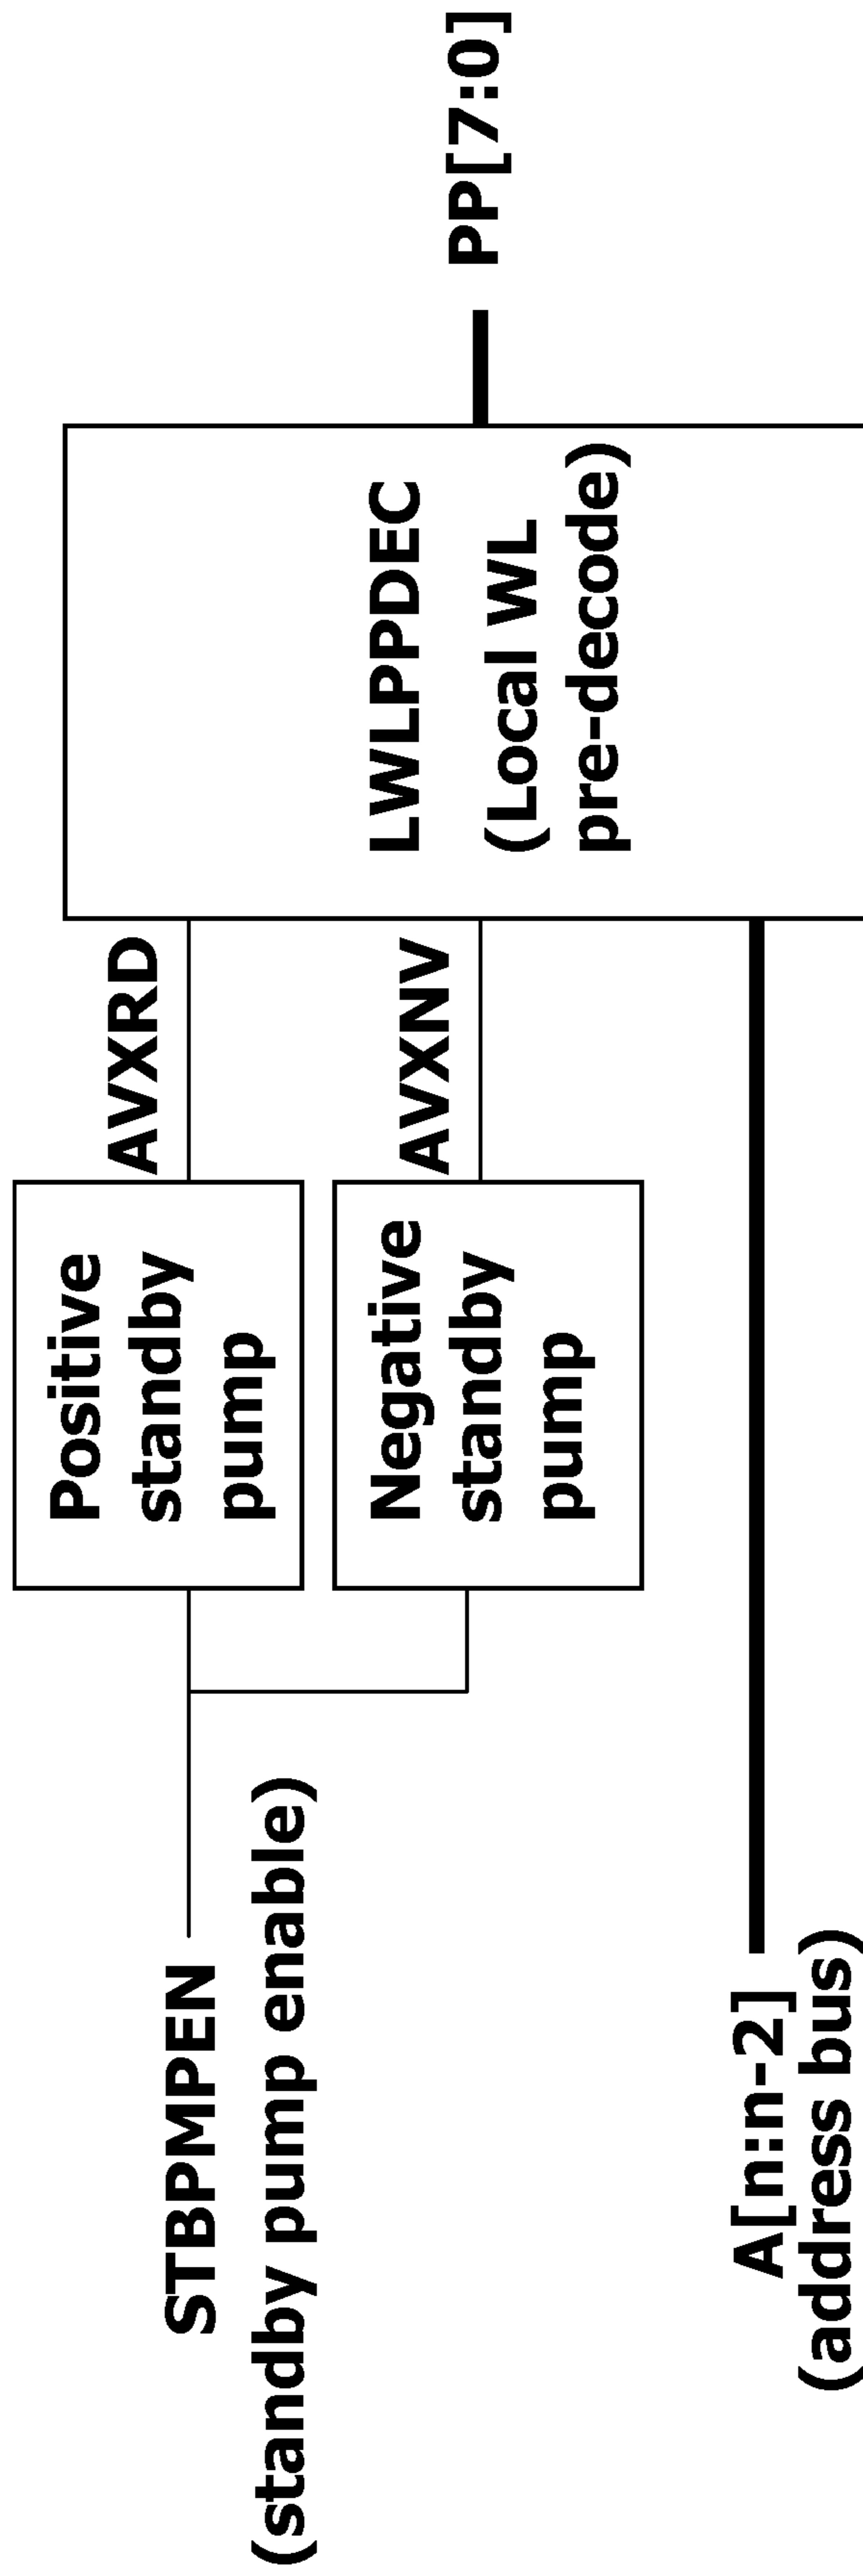 STBPMPEN
(standby pump enable)
Positive
standby
pump
AVXRD
Negative
standby
pump
AVXNV
LWLPPDEC
(Local WL
pre-decode)
PP[7:0]
A[n:n-2]
(address bus)